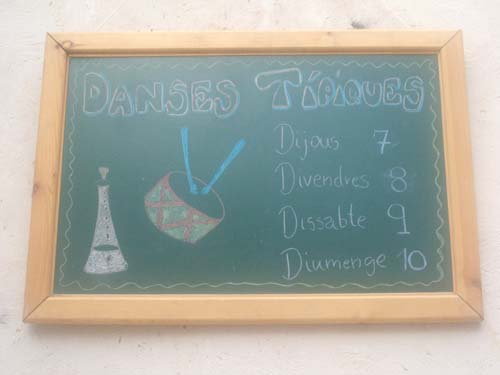 DANSES TÍPIQUES
Dijous 7
Divendres 8
Dissabte 9
Diumenge 10